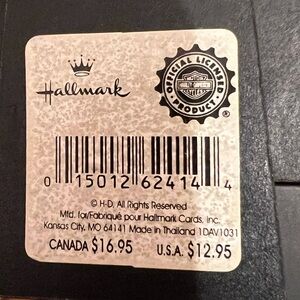 Hallmark
OFFICIAL LICENSED PRODUCT
®
HARLEY-DAVIDSON
0 15012 62414 4
© H-D, All Rights Reserved
Mfd. for/Fabriqué pour Hallmark Cards, Inc.
Kansas City, MO 64141 Made in Thailand 1DAV1031
CANADA $16.95 U.S.A. $12.95